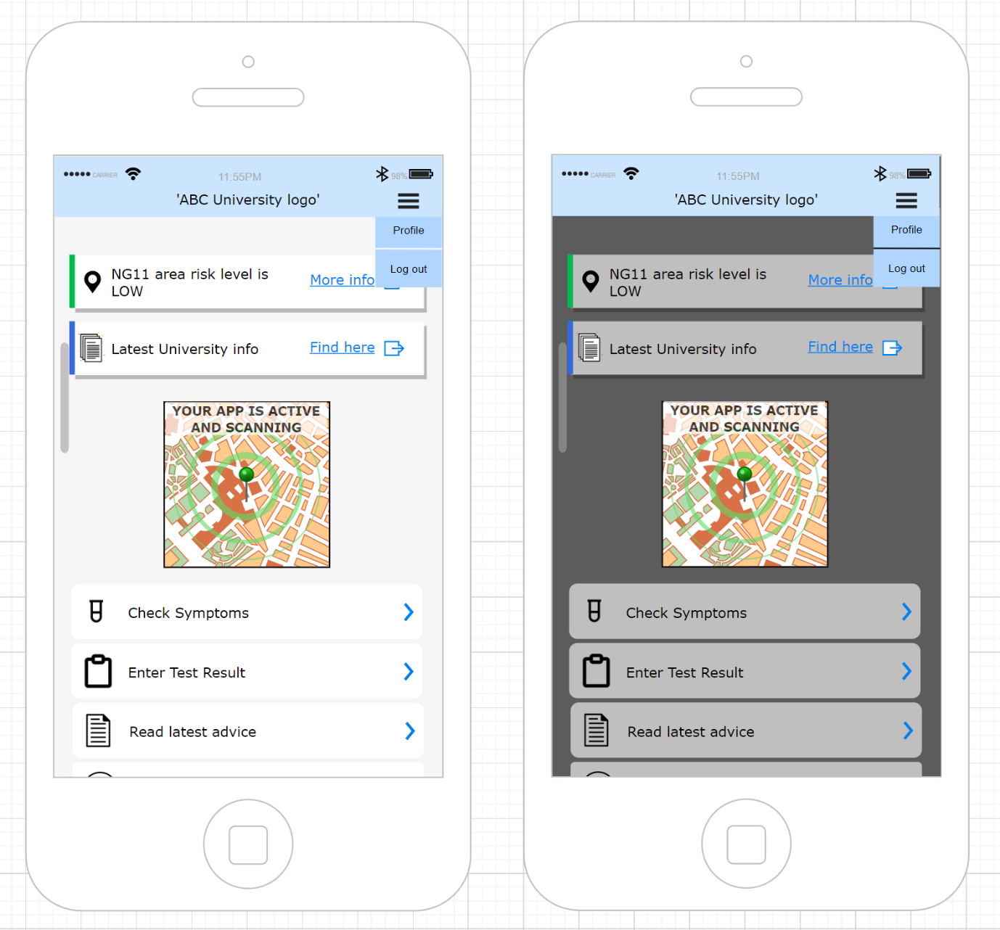 CARRIER
11:55PM
98%
'ABC University logo'
Profile
Log out
NG11 area risk level is
LOW
More info
Latest University info
Find here
YOUR APP IS ACTIVE
AND SCANNING
Check Symptoms
Enter Test Result
Read latest advice
CARRIER
11:55PM
98%
'ABC University logo'
Profile
Log out
NG11 area risk level is
LOW
More info
Latest University info
Find here
YOUR APP IS ACTIVE
AND SCANNING
Check Symptoms
Enter Test Result
Read latest advice